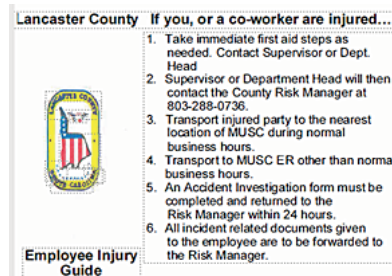 Lancaster County
If you, or a co-worker are injured…
1. Take immediate first aid steps as
needed. Contact Supervisor or Dept.
Head
2. Supervisor or Department Head will then
contact the County Risk Manager at
803-288-0736.
3. Transport injured party to the nearest
location of MUSC during normal
business hours.
4. Transport to MUSC ER other than normal
business hours.
5. An Accident Investigation form must be
completed and returned to the
Risk Manager within 24 hours.
6. All incident related documents given
to the employee are to be forwarded to
the Risk Manager.
LANCASTER COUNTY
SOUTH CAROLINA
Employee Injury
Guide